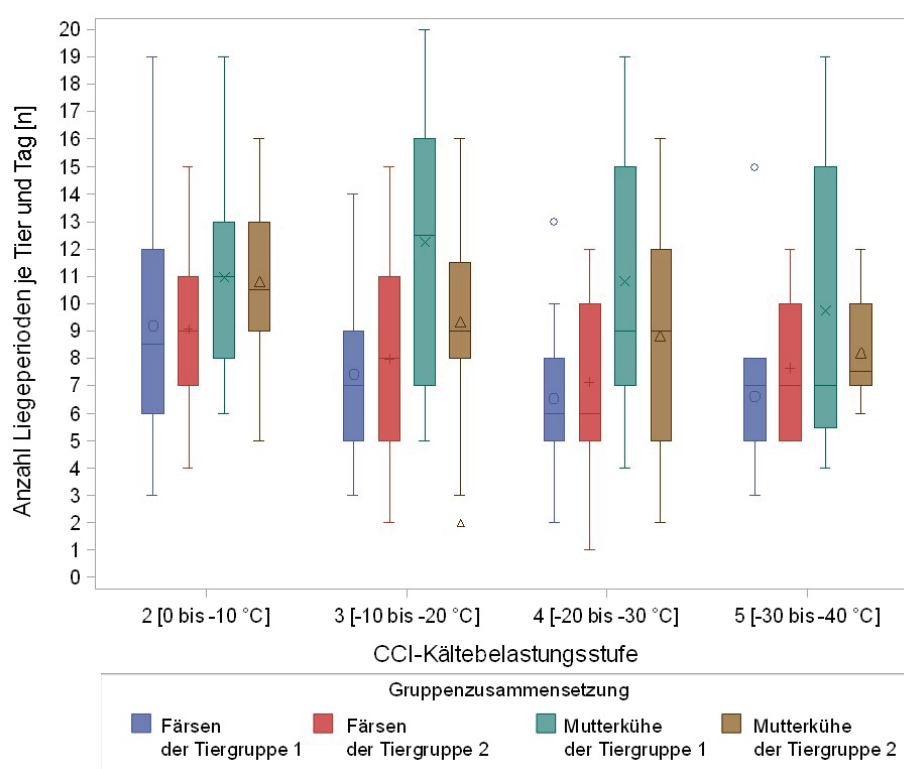 Anzahl Liegeperioden je Tier und Tag [n]
20
19
18
17
16
15
14
13
12
11
10
9
8
7
6
5
4
3
2
1
0
2 [0 bis -10 °C]
3 [-10 bis -20 °C]
4 [-20 bis -30 °C]
5 [-30 bis -40 °C]
CCI-Kältebelastungsstufe
Gruppenzusammensetzung
Färsen
der Tiergruppe 1
Färsen
der Tiergruppe 2
Mutterkühe
der Tiergruppe 1
Mutterkühe
der Tiergruppe 2